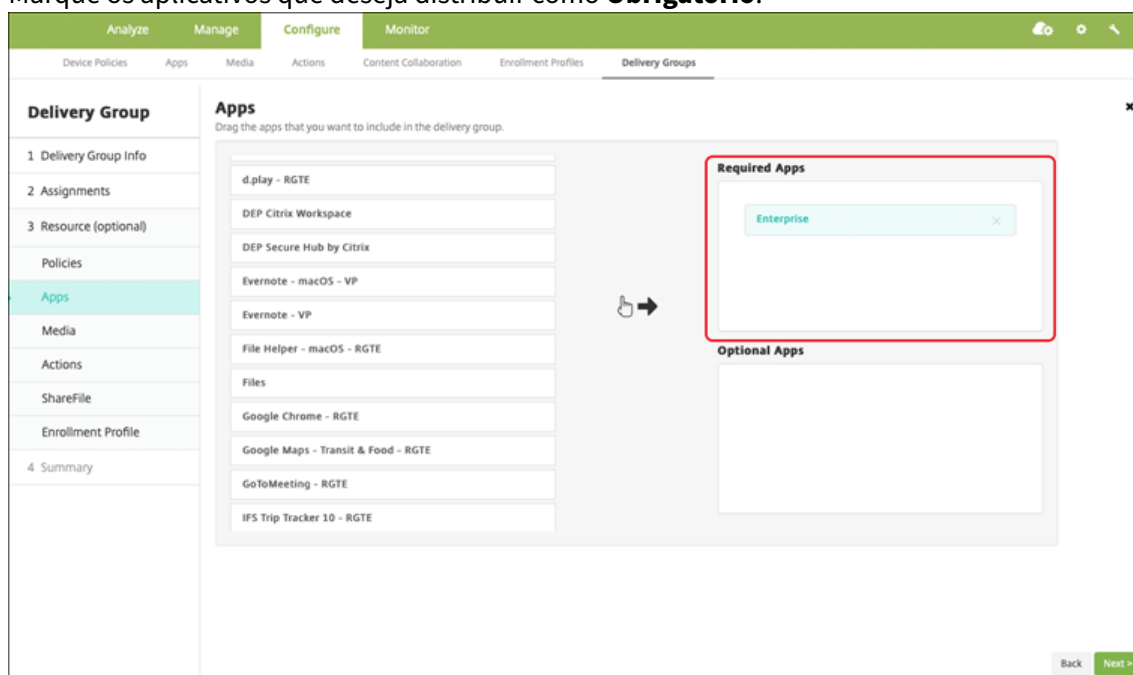 Marque os aplicativos que deseja distribuir como Obrigatório.
Analyze Manage Configure Monitor
Device Policies Apps Media Actions Content Collaboration Enrollment Profiles Delivery Groups
Delivery Group
1 Delivery Group Info
2 Assignments
3 Resource (optional)
Policies
Apps
Media
Actions
ShareFile
Enrollment Profile
4 Summary
Apps
Drag the apps that you want to include in the delivery group.
d.play - RGTE
DEP Citrix Workspace
DEP Secure Hub by Citrix
Evernote - macOS - VP
Evernote - VP
File Helper - macOS - RGTE
Files
Google Chrome - RGTE
Google Maps - Transit & Food - RGTE
GoToMeeting - RGTE
IFS Trip Tracker 10 - RGTE
Required Apps
Enterprise
Optional Apps
Back Next >